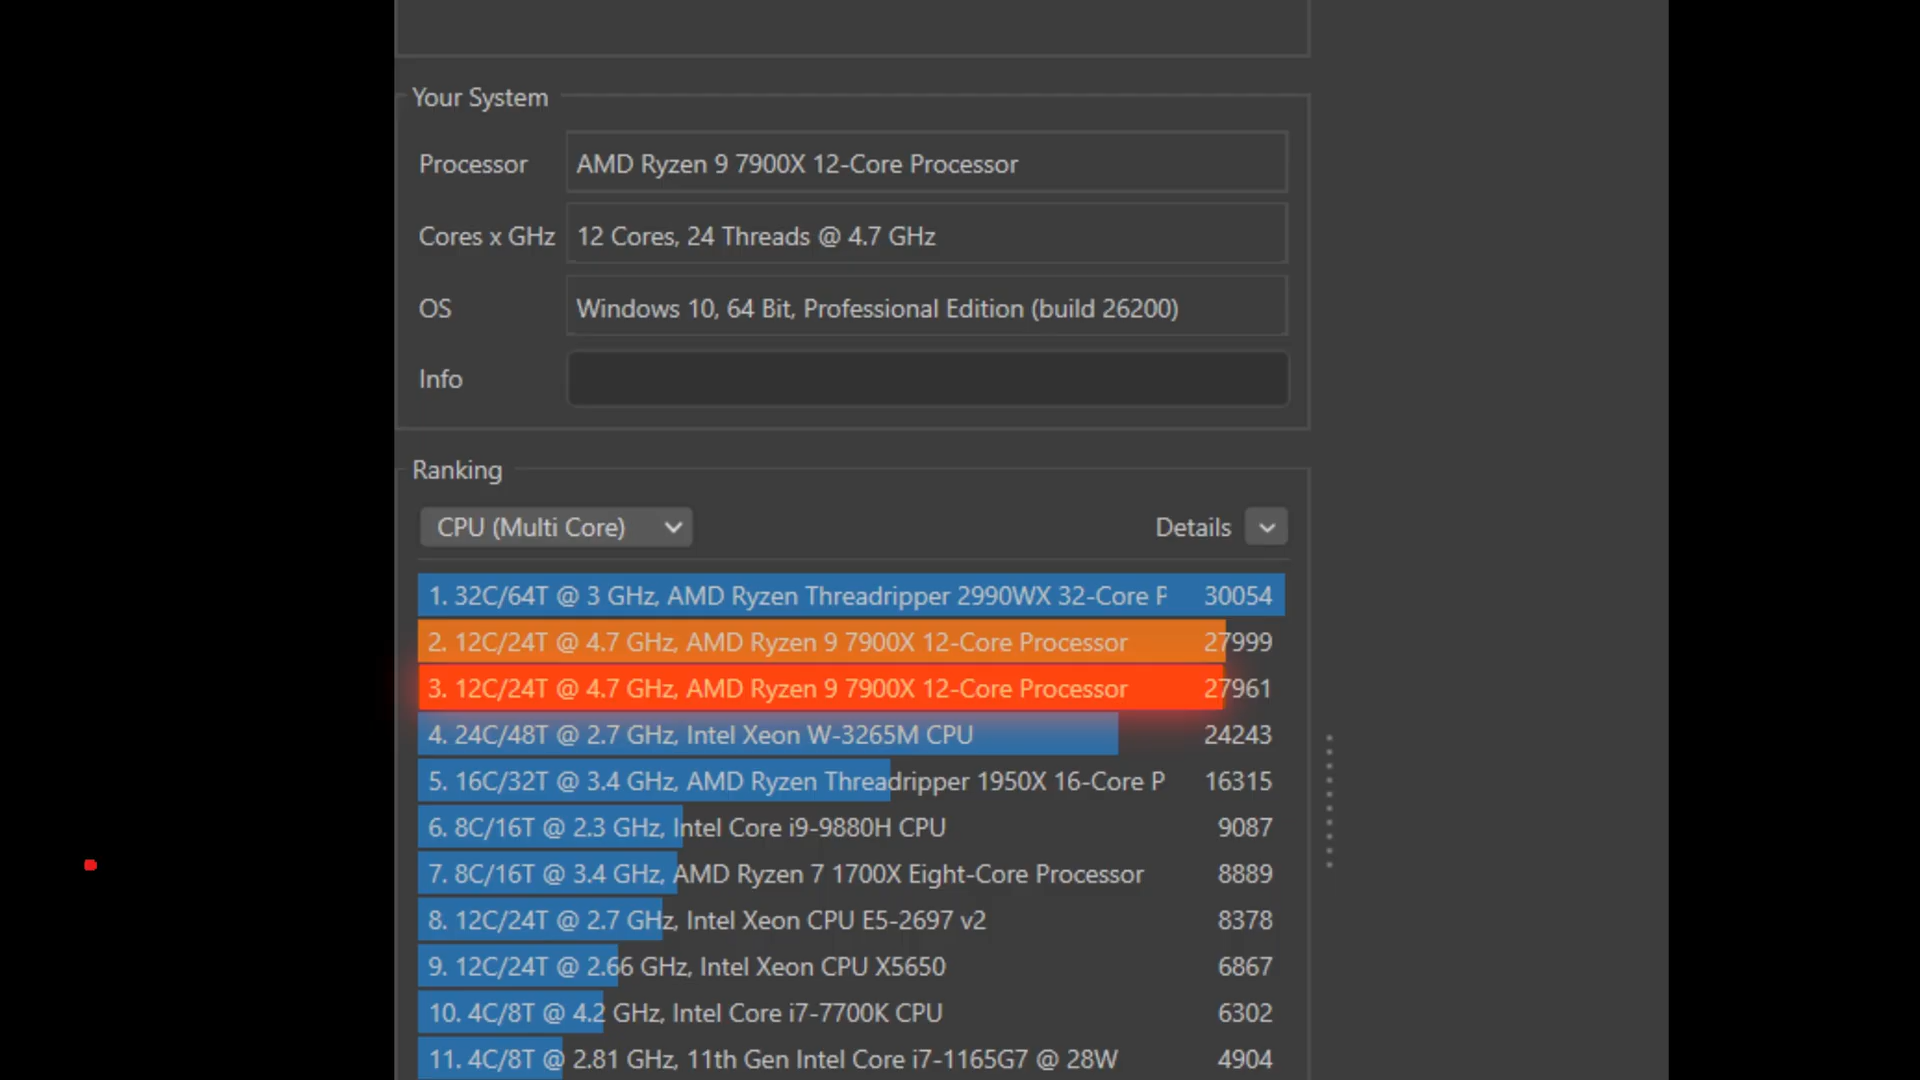 Your System
Processor AMD Ryzen 9 7900X 12-Core Processor
Cores x GHz 12 Cores, 24 Threads @ 4.7 GHz
OS Windows 10, 64 Bit, Professional Edition (build 26200)
Info
Ranking
CPU (Multi Core) Details
1. 32C/64T @ 3 GHz, AMD Ryzen Threadripper 2990WX 32-Core P 30054
2. 12C/24T @ 4.7 GHz, AMD Ryzen 9 7900X 12-Core Processor 27999
3. 12C/24T @ 4.7 GHz, AMD Ryzen 9 7900X 12-Core Processor 27961
4. 24C/48T @ 2.7 GHz, Intel Xeon W-3265M CPU 24243
5. 16C/32T @ 3.4 GHz, AMD Ryzen Threadripper 1950X 16-Core P 16315
6. 8C/16T @ 2.3 GHz, Intel Core i9-9880H CPU 9087
7. 8C/16T @ 3.4 GHz, AMD Ryzen 7 1700X Eight-Core Processor 8889
8. 12C/24T @ 2.7 GHz, Intel Xeon CPU E5-2697 v2 8378
9. 12C/24T @ 2.66 GHz, Intel Xeon CPU X5650 6867
10. 4C/8T @ 4.2 GHz, Intel Core i7-7700K CPU 6302
11. 4C/8T @ 2.81 GHz, 11th Gen Intel Core i7-1165G7 @ 28W 4904